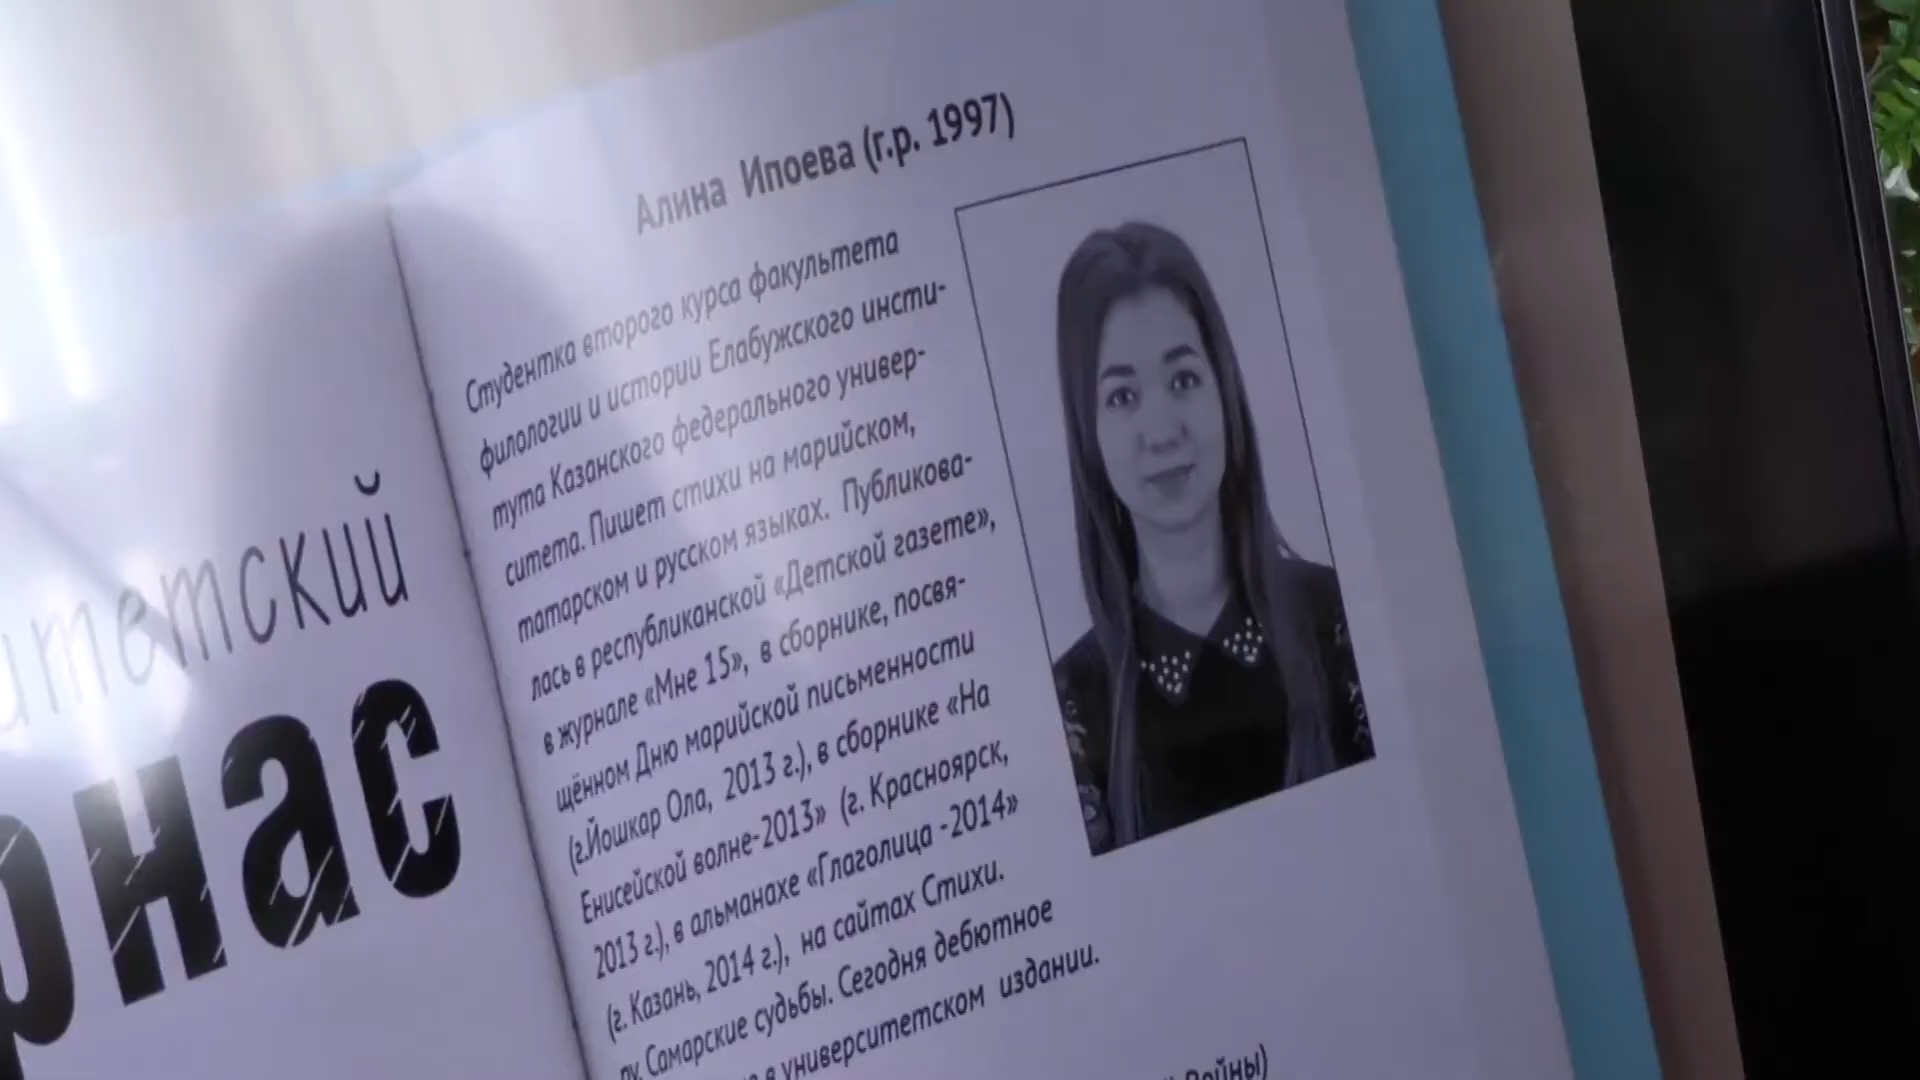 итетский
рнас
Алина Ипоева (г.р. 1997)
Студентка второго курса факультета
филологии и истории Елабужского инсти-
тута Казанского федерального универ-
ситета. Пишет стихи на марийском,
татарском и русском языках. Публикова-
лась в республиканской «Детской газете»,
в журнале «Мне 15», в сборнике, посвя-
щённом Дню марийской письменности
(г.Йошкар Ола, 2013 г.), в сборнике «На
Енисейской волне-2013» (г. Красноярск,
2013 г.), в альманахе «Глаголица -2014»
(г. Казань, 2014 г.), на сайтах Стихи.
ру, Самарские судьбы. Сегодня дебютное
в университетском издании.
Войны)